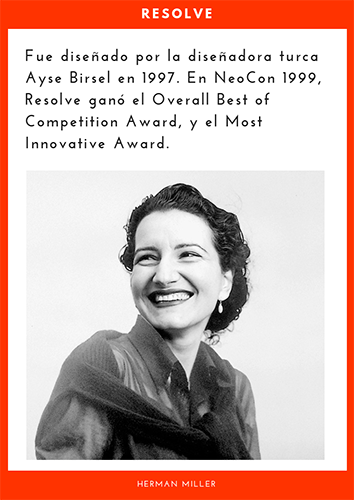 RESOLVE
Fue diseñado por la diseñadora turca
Ayse Birsel en 1997. En NeoCon 1999,
Resolve ganó el Overall Best of
Competition Award, y el Most
Innovative Award.
HERMAN MILLER